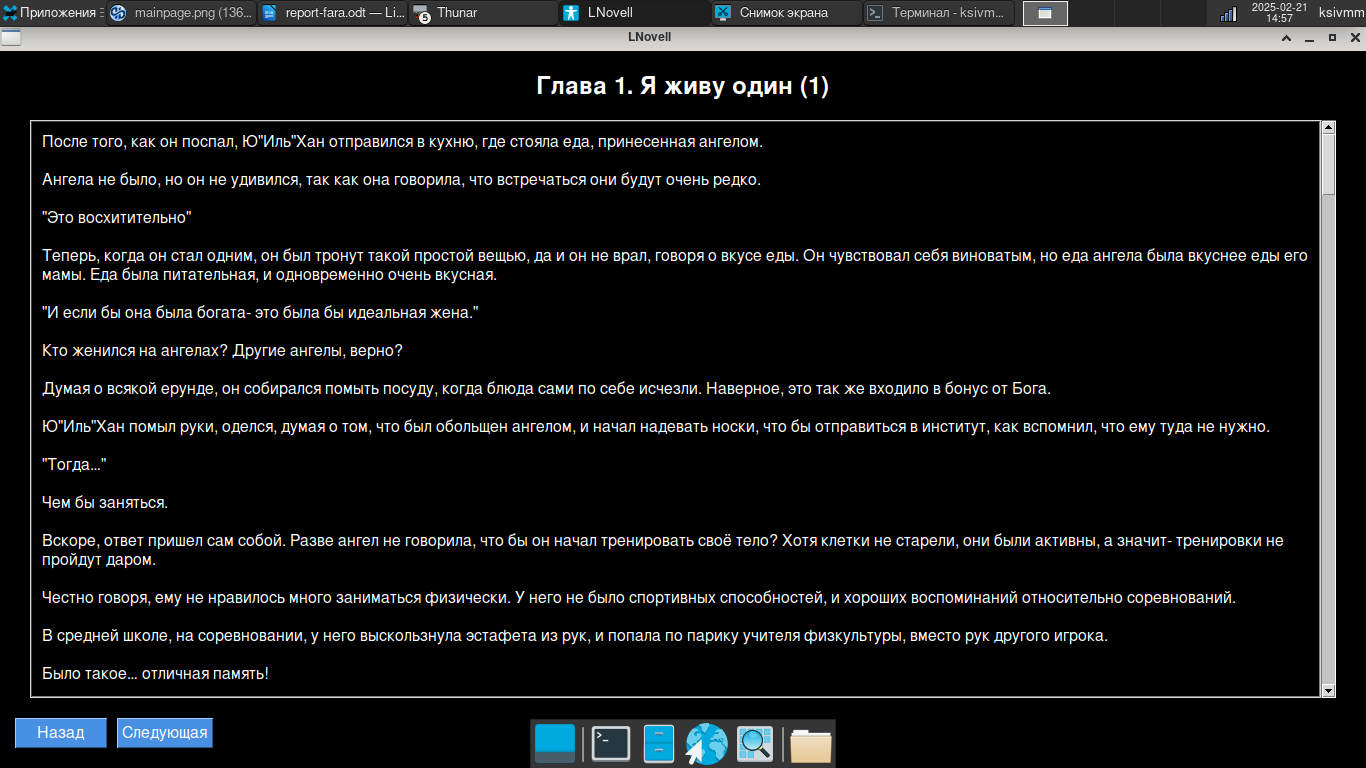 Приложения
mainpage.png (136...
report-fara.odt — Li...
5
Thunar
LNovell
Снимок экрана
Терминал - ksivm...
2025-02-21
14:57
ksivmm
LNovell
Глава 1. Я живу один (1)
После того, как он поспал, Ю"Иль"Хан отправился в кухню, где стояла еда, принесенная ангелом.
Ангела не было, но он не удивился, так как она говорила, что встречаться они будут очень редко.
"Это восхитительно"
Теперь, когда он стал одним, он был тронут такой простой вещью, да и он не врал, говоря о вкусе еды. Он чувствовал себя виноватым, но еда ангела была вкуснее еды его
мамы. Еда была питательная, и одновременно очень вкусная.
"И если бы она была богата- это была бы идеальная жена."
Кто женился на ангелах? Другие ангелы, верно?
Думая о всякой ерунде, он собирался помыть посуду, когда блюда сами по себе исчезли. Наверное, это так же входило в бонус от Бога.
Ю"Иль"Хан помыл руки, оделся, думая о том, что был обольщен ангелом, и начал надевать носки, что бы отправиться в институт, как вспомнил, что ему туда не нужно.
"Тогда..."
Чем бы заняться.
Вскоре, ответ пришел сам собой. Разве ангел не говорила, что бы он начал тренировать своё тело? Хотя клетки не старели, они были активны, а значит- тренировки не
пройдут даром.
Честно говоря, ему не нравилось много заниматься физически. У него не было спортивных способностей, и хороших воспоминаний относительно соревнований.
В средней школе, на соревновании, у него выскользнула эстафета из рук, и попала по парику учителя физкультуры, вместо рук другого игрока.
Было такое... отличная память!
Назад
Следующая